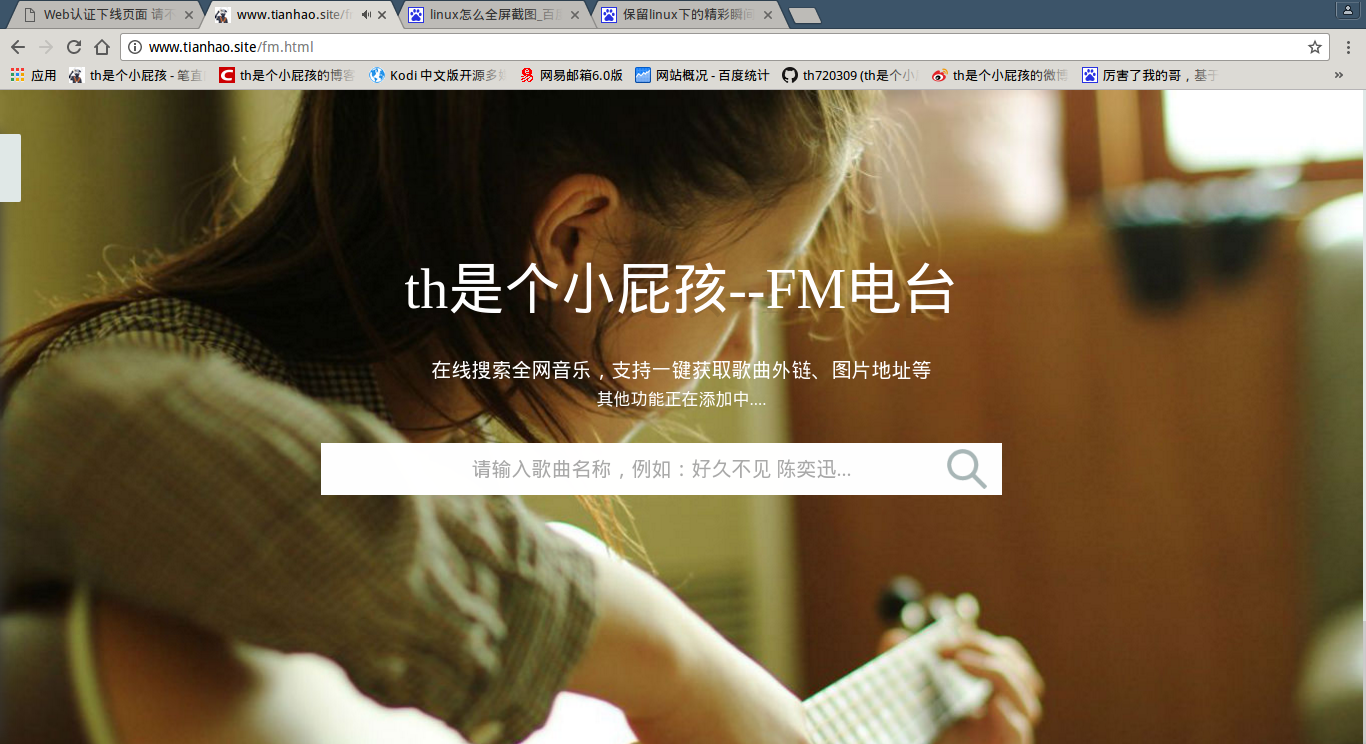 Web认证下线页面 请不
www.tianhao.site/f
linux怎么全屏截图_百度
保留linux下的精彩瞬间
www.tianhao.site/fm.html
应用
th是个小屁孩 - 笔直
th是个小屁孩的博客
Kodi 中文版开源多媒
网易邮箱6.0版
网站概况 - 百度统计
th720309 (th是个小屁
th是个小屁孩的微博
厉害了我的哥，基于
th是个小屁孩--FM电台
在线搜索全网音乐，支持一键获取歌曲外链、图片地址等
其他功能正在添加中....
请输入歌曲名称，例如：好久不见 陈奕迅...